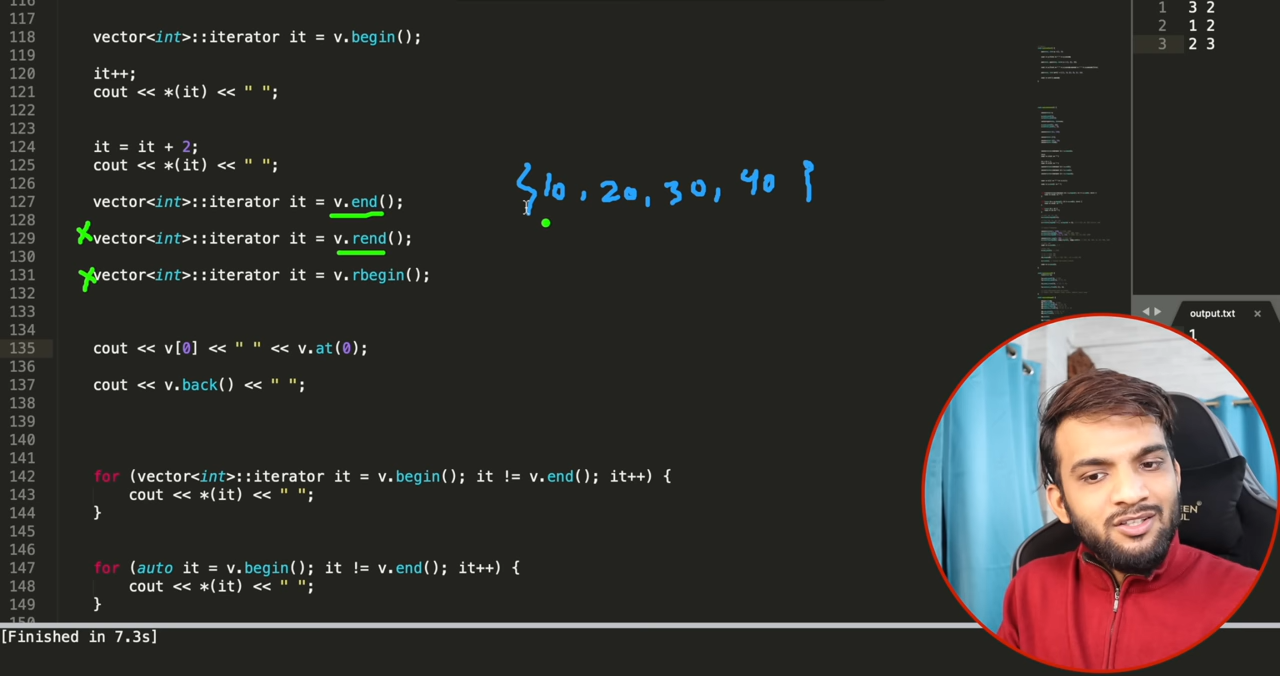 116
117
118 vector<int>::iterator it = v.begin();
119
120 it++;
121 cout << *(it) << " ";
122
123
124 it = it + 2;
125 cout << *(it) << " ";
126
127 vector<int>::iterator it = v.end();
128
129 vector<int>::iterator it = v.rend();
130
131 vector<int>::iterator it = v.rbegin();
132
133
134
135 cout << v[0] << " " << v.at(0);
136
137 cout << v.back() << " ";
138
139
140
141
142 for (vector<int>::iterator it = v.begin(); it != v.end(); it++) {
143 cout << *(it) << " ";
144 }
145
146
147 for (auto it = v.begin(); it != v.end(); it++) {
148 cout << *(it) << " ";
149 }
{10, 20, 30, 40 }
x
x
1 3 2
2 1 2
3 2 3
output.txt ×
1
[Finished in 7.3s]